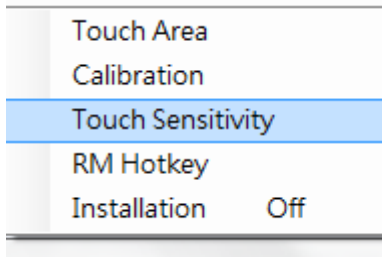 Touch Area
Calibration
Touch Sensitivity
RM Hotkey
Installation Off